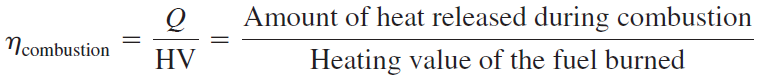 η_combustion = Q / HV = Amount of heat released during combustion / Heating value of the fuel burned